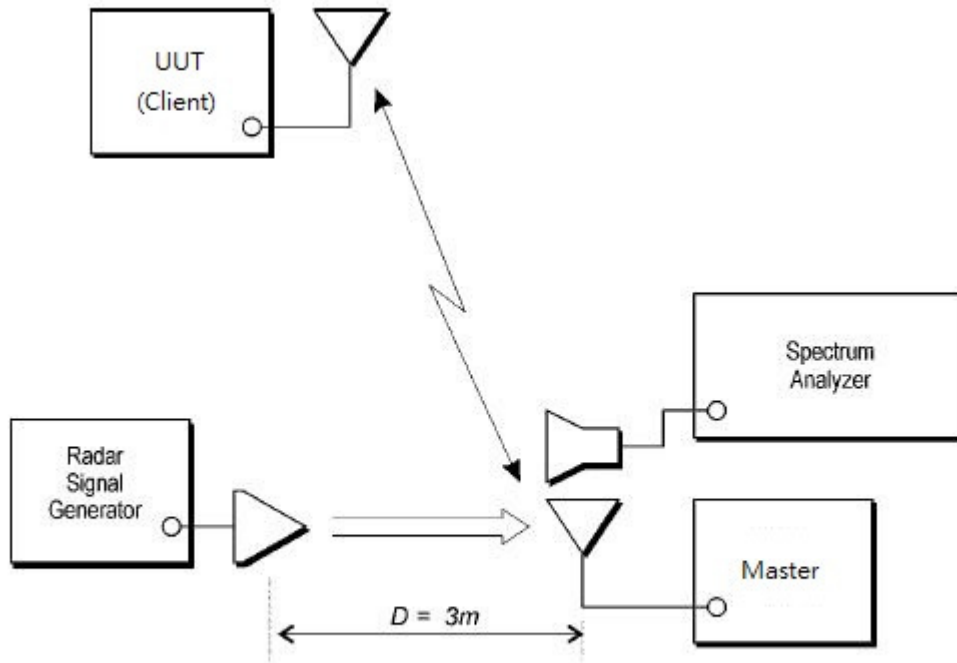 UUT
(Client)
Spectrum
Analyzer
Radar
Signal
Generator
Master
D = 3m